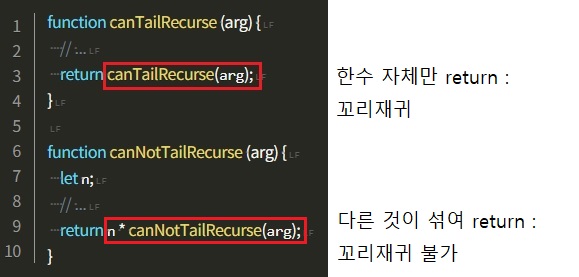 1 function canTailRecurse (arg) { LF
2 // :... LF
3 return canTailRecurse(arg); LF
4 } LF
5 LF
6 function canNotTailRecurse (arg) { LF
7 let n; LF
8 // :... LF
9 return n * canNotTailRecurse(arg); LF
10 }
한수 자체만 return :
꼬리재귀
다른 것이 섞여 return :
꼬리재귀 불가